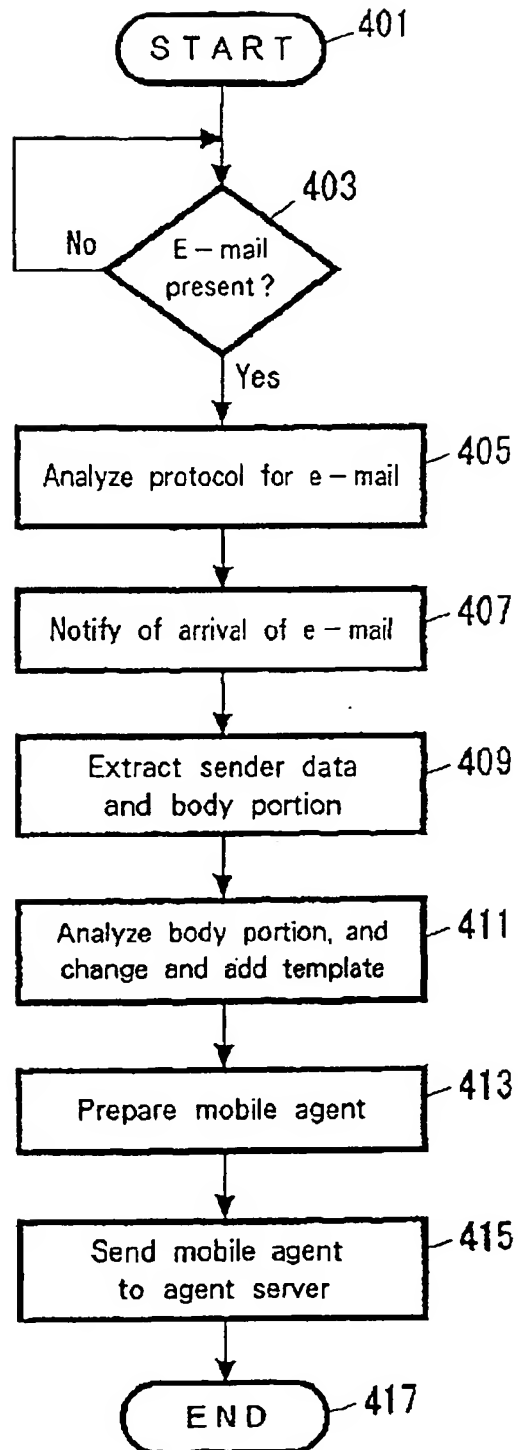 START
401
403
No
E-mail
present?
Yes
Analyze protocol for e-mail
405
Notify of arrival of e-mail
407
Extract sender data
and body portion
409
Analyze body portion, and
change and add template
411
Prepare mobile agent
413
Send mobile agent
to agent server
415
END
417